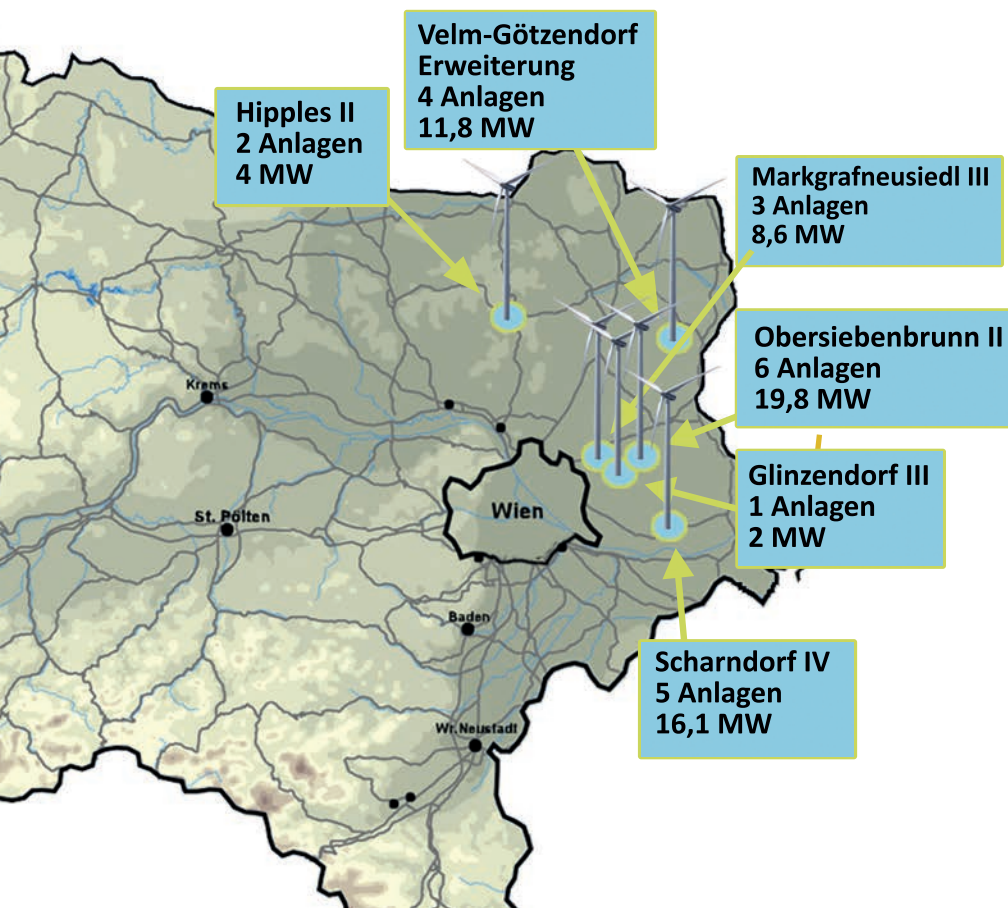 Velm-Götzendorf
Erweiterung
4 Anlagen
11,8 MW
Hipples II
2 Anlagen
4 MW
Markgrafneusiedl III
3 Anlagen
8,6 MW
Obersiebenbrunn II
6 Anlagen
19,8 MW
Krems
Glinzendorf III
1 Anlagen
2 MW
St. Pölten
Wien
Baden
Scharndorf IV
5 Anlagen
16,1 MW
Wr.Neustadt